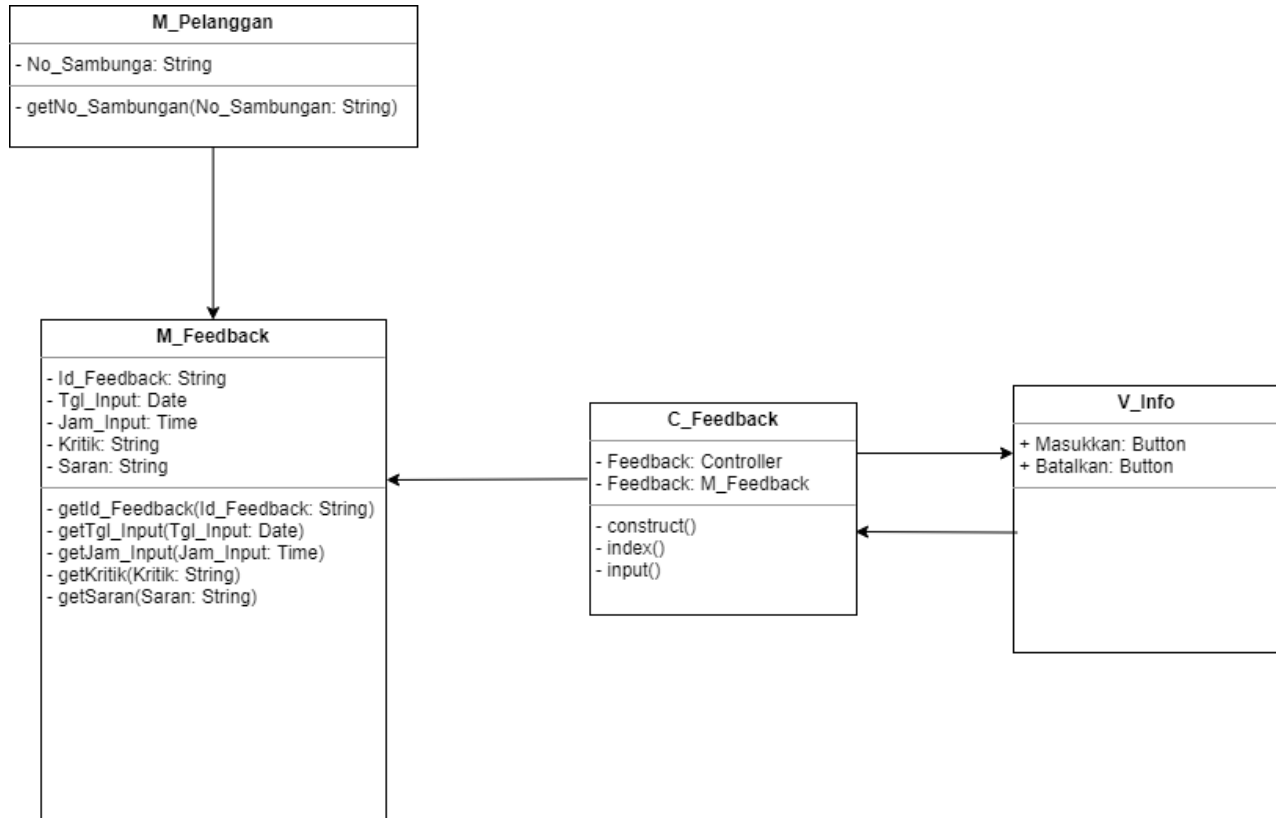 M_Pelanggan
- No_Sambunga: String
- getNo_Sambungan(No_Sambungan: String)
M_Feedback
- Id_Feedback: String
- Tgl_Input: Date
- Jam_Input: Time
- Kritik: String
- Saran: String
- getId_Feedback(Id_Feedback: String)
- getTgl_Input(Tgl_Input: Date)
- getJam_Input(Jam_Input: Time)
- getKritik(Kritik: String)
- getSaran(Saran: String)
C_Feedback
- Feedback: Controller
- Feedback: M_Feedback
- construct()
- index()
- input()
V_Info
+ Masukkan: Button
+ Batalkan: Button